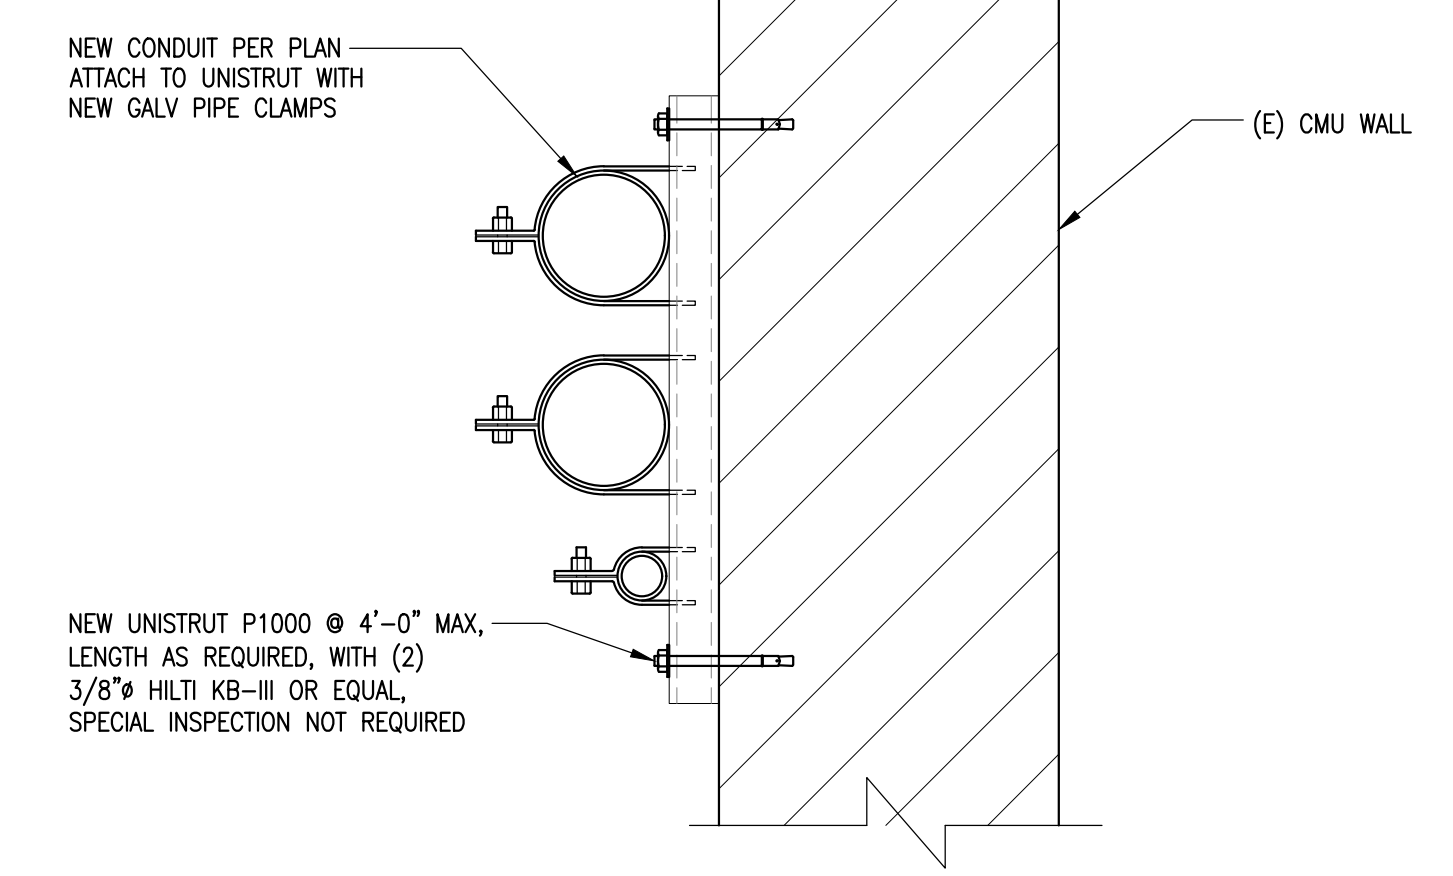 NEW CONDUIT PER PLAN
ATTACH TO UNISTRUT WITH
NEW GALV PIPE CLAMPS
(E) CMU WALL
NEW UNISTRUT P1000 @ 4'-0" MAX,
LENGTH AS REQUIRED, WITH (2)
3/8"ø HILTI KB-III OR EQUAL,
SPECIAL INSPECTION NOT REQUIRED